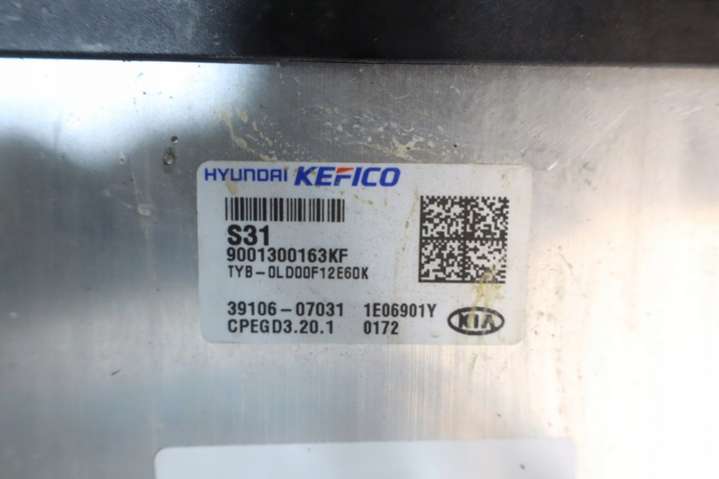 HYUNDAI KEFICO
S31
9001300163KF
TYB-0LD00F12E60K
39106-07031 1E06901Y
CPEGD3.20.1 0172
KIA